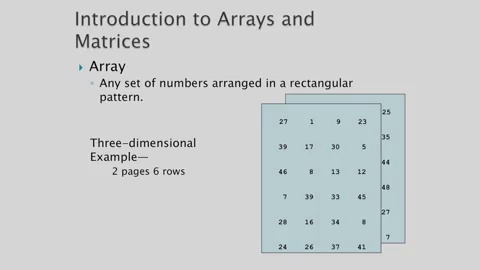 Introduction to Arrays and
Matrices
Array
Any set of numbers arranged in a rectangular
pattern.
Three-dimensional
Example—
2 pages 6 rows
27 1 9 23
39 17 30 5
46 8 13 12
7 39 33 45
28 16 34 8
24 26 37 41
25
35
44
48
27
7